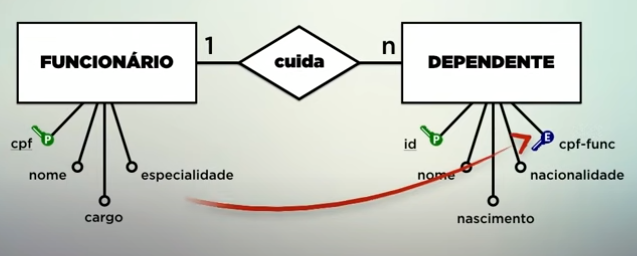 1
n
FUNCIONÁRIO
cuida
DEPENDENTE
cpf
P
nome
cargo
especialidade
id
P
nome
nascimento
nacionalidade
E
cpf-func